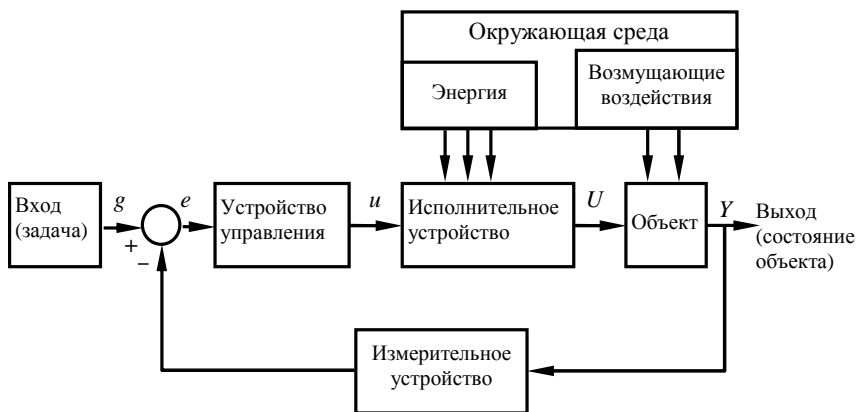 Окружающая среда
Энергия
Возмущающие
воздействия
Вход
(задача)
g
+
−
e
Устройство
управления
u
Исполнительное
устройство
U
Объект
Y
Выход
(состояние
объекта)
Измерительное
устройство